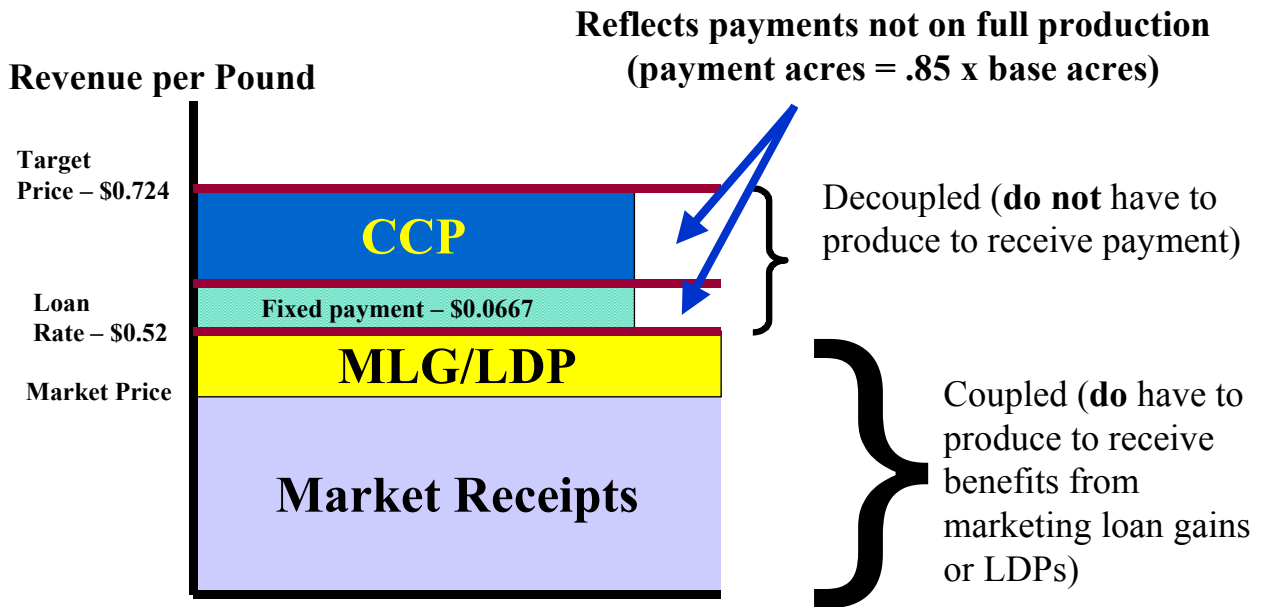 Reflects payments not on full production
(payment acres = .85 x base acres)
Revenue per Pound
Target
Price – $0.724
CCP
Decoupled (do not have to
produce to receive payment)
Loan
Rate – $0.52
Fixed payment – $0.0667
MLG/LDP
Market Price
Coupled (do have to
produce to receive
benefits from
marketing loan gains
or LDPs)
Market Receipts